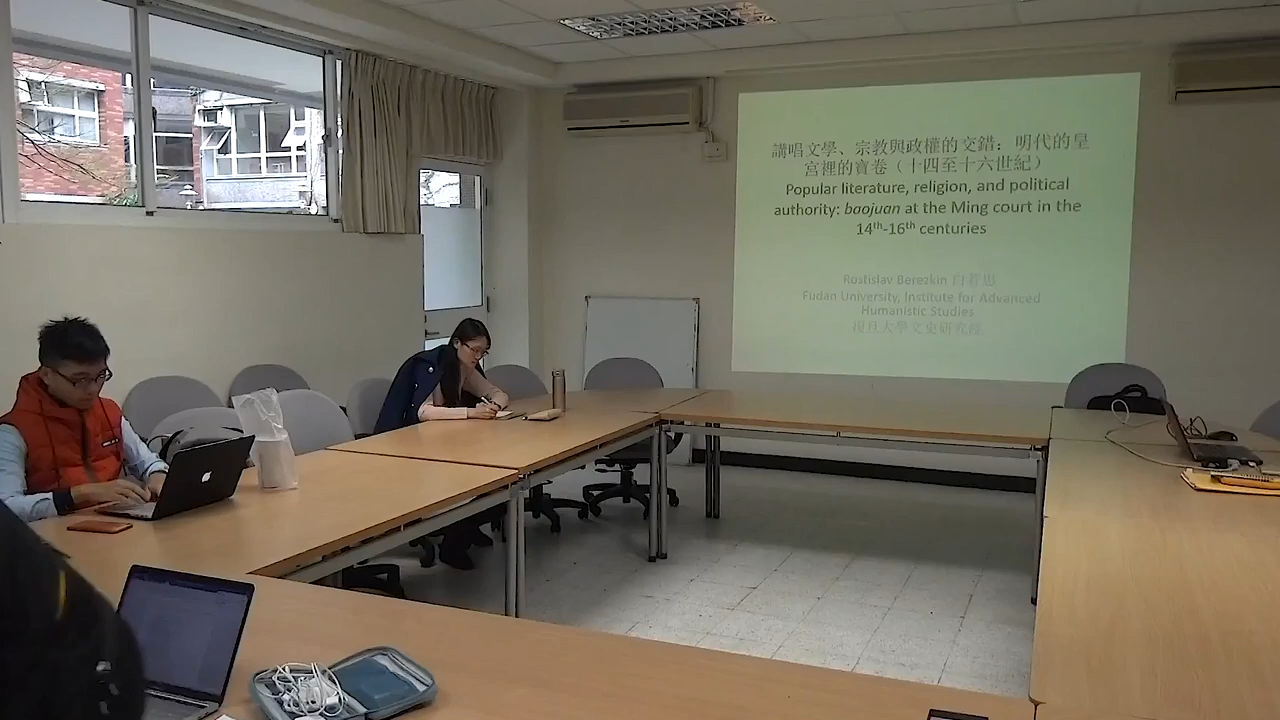 講唱文學、宗教與政權的交錯：明代的皇
宮裡的寶卷（十四至十六世紀）
Popular literature, religion, and political
authority: baojuan at the Ming court in the
14th-16th centuries
Rostislav Berezkin 白若思
Fudan University, Institute for Advanced
Humanistic Studies
復旦大學文史研究院